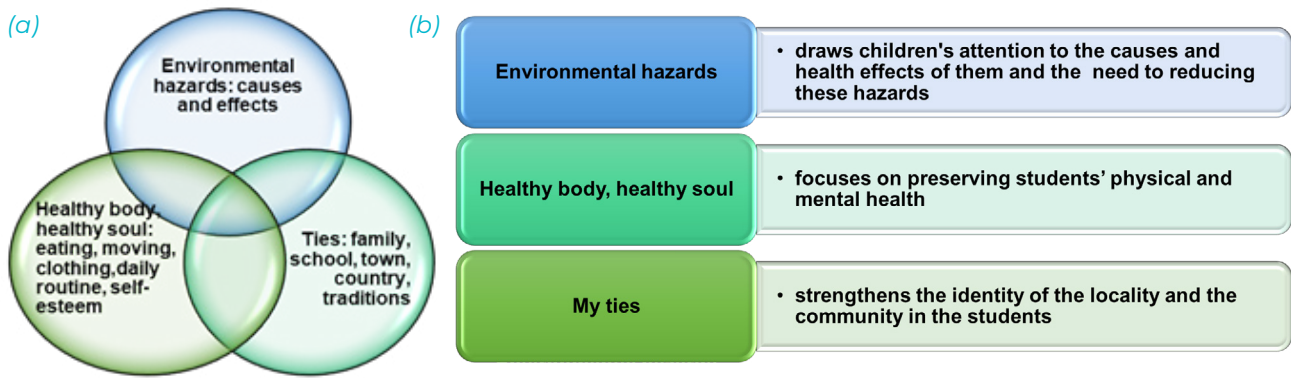 (a)
Environmental
hazards: causes
and effects
Healthy body,
healthy soul:
eating, moving,
clothing,daily
routine, self-
esteem
Ties: family,
school, town,
country,
traditions
(b)
Environmental hazards
• draws children's attention to the causes and
health effects of them and the need to reducing
these hazards
Healthy body, healthy soul
• focuses on preserving students’ physical and
mental health
My ties
• strengthens the identity of the locality and the
community in the students